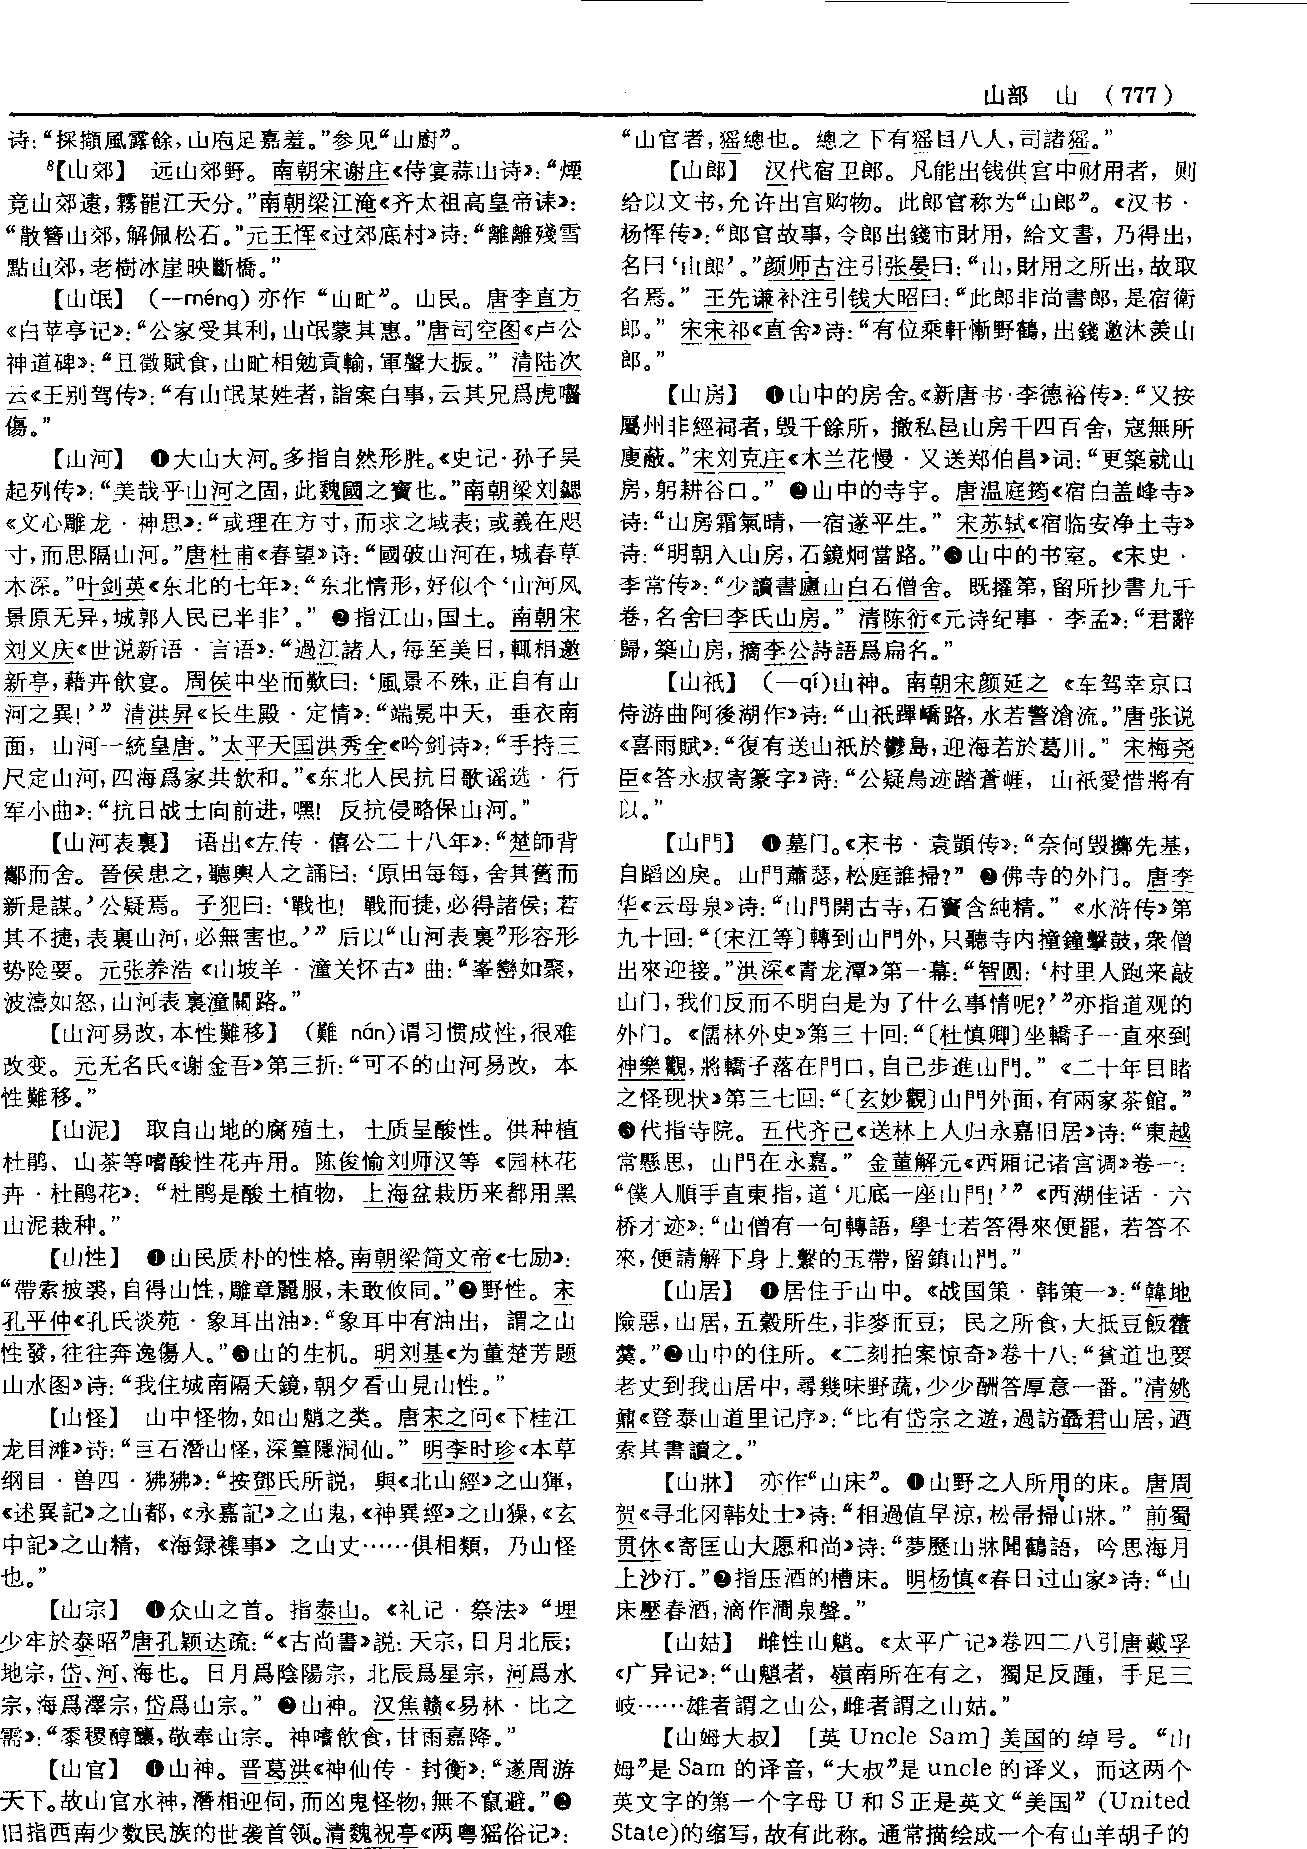 山部　山　（777）
诗：“採擷風露餘，山庖足嘉羞。”参见“山廚”。
8【山郊】　远山郊野。南朝宋谢庄《侍宴蒜山诗》：“煙
竟山郊遠，霧罷江天分。”南朝梁江淹《齐太祖高皇帝诔》：
“散簪山郊，解佩松石。”元王恽《过郊底村》诗：“離離殘雪
點山郊，老樹冰崖映斷橋。”
【山氓】　（--méng）亦作“山甿”。山民。唐李直方
《白苹亭记》：“公家受其利，山氓蒙其惠。”唐司空图《卢公
神道碑》：“且徵賦食，山甿相勉貢輸，軍聲大振。”清陆次
云《王别驾传》：“有山氓某姓者，詣案白事，云其兄爲虎囓
傷。”
【山河】　❶大山大河。多指自然形胜。《史记·孙子吴
起列传》：“美哉乎山河之固，此魏國之寶也。”南朝梁刘勰
《文心雕龙·神思》：“或理在方寸，而求之域表；或義在咫
寸，而思隔山河。”唐杜甫《春望》诗：“國破山河在，城春草
木深。”叶剑英《东北的七年》：“东北情形，好似个‘山河风
景原无异，城郭人民已半非’。”❷指江山，国土。南朝宋
刘义庆《世说新语·言语》：“過江諸人，每至美日，輒相邀
新亭，藉卉飲宴。周侯中坐而歎曰：‘風景不殊，正自有山
河之異！’”清洪昇《长生殿·定情》：“端冕中天，垂衣南
面，山河一統皇唐。”太平天国洪秀全《吟剑诗》：“手持三
尺定山河，四海爲家共飲和。”《东北人民抗日歌谣选·行
军小曲》：“抗日战士向前进，嘿！反抗侵略保山河。”
【山河表裏】　语出《左传·僖公二十八年》：“楚師背
酅而舍。晉侯患之，聽輿人之誦曰：‘原田每每，舍其舊而
新是謀。’公疑焉。子犯曰：‘戰也！戰而捷，必得諸侯；若
其不捷，表裏山河，必無害也。’”后以“山河表裏”形容形
势险要。元张养浩《山坡羊·潼关怀古》曲：“峯巒如聚，
波濤如怒，山河表裏潼關路。”
【山河易改，本性難移】　（難 nán）谓习惯成性，很难
改变。元无名氏《谢金吾》第三折：“可不的山河易改，本
性難移。”
【山泥】　取自山地的腐殖土，土质呈酸性。供种植
杜鹃、山茶等嗜酸性花卉用。陈俊愉刘师汉等《园林花
卉·杜鹃花》：“杜鹃是酸土植物，上海盆栽历来都用黑
山泥栽种。”
【山性】　❶山民质朴的性格。南朝梁简文帝《七励》：
“帶索披裘，自得山性，雕章麗服，未敢攸同。”❷野性。宋
孔平仲《孔氏谈苑·象耳出油》：“象耳中有油出，謂之山
性發，往往奔逸傷人。”❸山的生机。明刘基《为董楚芳题
山水图》诗：“我住城南隔天鏡，朝夕看山見山性。”
【山怪】　山中怪物，如山魈之类。唐宋之问《下桂江
龙目滩》诗：“巨石潛山怪，深篁隱洞仙。”明李时珍《本草
纲目·兽四·狒狒》：“按鄧氏所説，與《北山經》之山㺑，
《述異記》之山都，《永嘉記》之山鬼，《神異經》之山㺐，《玄
中記》之山精，《海録襍事》之山丈……俱相類，乃山怪
也。”
【山宗】　❶众山之首。指泰山。《礼记·祭法》“埋
少牢於泰昭”唐孔颖达疏：“《古尚書》説：天宗，日月北辰；
地宗，岱、河、海也。日月爲陰陽宗，北辰爲星宗，河爲水
宗，海爲澤宗，岱爲山宗。”❷山神。汉焦赣《易林·比之
需》：“黍稷醇醲，敬奉山宗。神嗜飲食，甘雨嘉降。”
【山官】　❶山神。晋葛洪《神仙传·封衡》：“遂周游
天下。故山官水神，潛相迎伺，而凶鬼怪物，無不竄避。”❷
旧指西南少数民族的世袭首领。清魏祝亭《两粤猺俗记》：
“山官者，猺總也。總之下有猺目八人，司諸猺。”
【山郎】　汉代宿卫郎。凡能出钱供宫中财用者，则
给以文书，允许出宫购物。此郎官称为“山郎”。《汉书·
杨恽传》：“郎官故事，令郎出錢市財用，給文書，乃得出，
名曰‘山郎’。”颜师古注引张晏曰：“山，財用之所出，故取
名焉。”王先谦补注引钱大昭曰：“此郎非尚書郎，是宿衛
郎。”宋宋祁《直舍》诗：“有位乘軒慚野鶴，出錢邀沐羨山
郎。”
【山房】　❶山中的房舍。《新唐书·李德裕传》：“又按
屬州非經祠者，毁千餘所，撤私邑山房千四百舍，寇無所
廋蔽。”宋刘克庄《木兰花慢·又送郑伯昌》词：“更築就山
房，躬耕谷口。”❷山中的寺宇。唐温庭筠《宿白盖峰寺》
诗：“山房霜氣晴，一宿遂平生。”宋苏轼《宿临安净土寺》
诗：“明朝入山房，石鏡炯當路。”❸山中的书室。《宋史·
李常传》：“少讀書廬山白石僧舍。既擢第，留所抄書九千
卷，名舍曰李氏山房。”清陈衍《元诗纪事·李孟》：“君辭
歸，築山房，摘李公詩語爲扁名。”
【山祇】　（—qí）山神。南朝宋颜延之《车驾幸京口
侍游曲阿後湖作》诗：“山祇蹕嶠路，水若警滄流。”唐张说
《喜雨賦》：“復有送山祇於鬱島，迎海若於葛川。”宋梅尧
臣《答永叔寄篆字》诗：“公疑鳥迹踏蒼崕，山祇愛惜將有
以。”
【山門】　❶墓门。《宋书·袁顗传》：“奈何毀擲先基，
自蹈凶戾。山門蕭瑟，松庭誰掃？”❷佛寺的外门。唐李
华《云母泉》诗：“山門開古寺，石竇含純精。”《水浒传》第
九十回：“〔宋江等〕轉到山門外，只聽寺内撞鐘擊鼓，衆僧
出來迎接。”洪深《青龙潭》第一幕：“智圆：‘村里人跑来敲
山门，我们反而不明白是为了什么事情呢？’”亦指道观的
外门。《儒林外史》第三十回：“〔杜慎卿〕坐轎子一直來到
神樂觀，將轎子落在門口，自己步進山門。”《二十年目睹
之怪现状》第三七回：“〔玄妙觀〕山門外面，有兩家茶館。”
❸代指寺院。五代齐己《送林上人归永嘉旧居》诗：“東越
常懸思，山門在永嘉。”金董解元《西厢记诸宫调》卷一：
“僕人順手直東指，道‘兀底一座山門！’”《西湖佳话·六
桥才迹》：“山僧有一句轉語，學士若答得來便罷，若答不
來，便請解下身上繫的玉帶，留鎮山門。”
【山居】　❶居住于山中。《战国策·韩策一》：“韓地
險惡，山居，五穀所生，非麥而豆；民之所食，大抵豆飯藿
羹。”❷山中的住所。《二刻拍案惊奇》卷十八：“貧道也要
老丈到我山居中，尋幾味野蔬，少少酬答厚意一番。”清姚
鼐《登泰山道里记序》：“比有岱宗之遊，過訪聶君山居，迺
索其書讀之。”
【山牀】　亦作“山床”。❶山野之人所用的床。唐周
贺《寻北冈韩处士》诗：“相過值早涼，松帚掃山牀。”前蜀
贯休《寄匡山大愿和尚》诗：“夢歷山牀聞鶴語，吟思海月
上沙汀。”❷指压酒的槽床。明杨慎《春日过山家》诗：“山
床壓春酒，滴作澗泉聲。”
【山姑】　雌性山魈。《太平广记》卷四二八引唐戴孚
《广异记》：“山魈者，嶺南所在有之，獨足反踵，手足三
岐……雄者謂之山公，雌者謂之山姑。”
【山姆大叔】　［英 Uncle Sam］美国的绰号。“山
姆”是 Sam 的译音，“大叔”是 uncle 的译义，而这两个
英文字的第一个字母 U 和 S 正是英文“美国”（United
State）的缩写，故有此称。通常描绘成一个有山羊胡子的